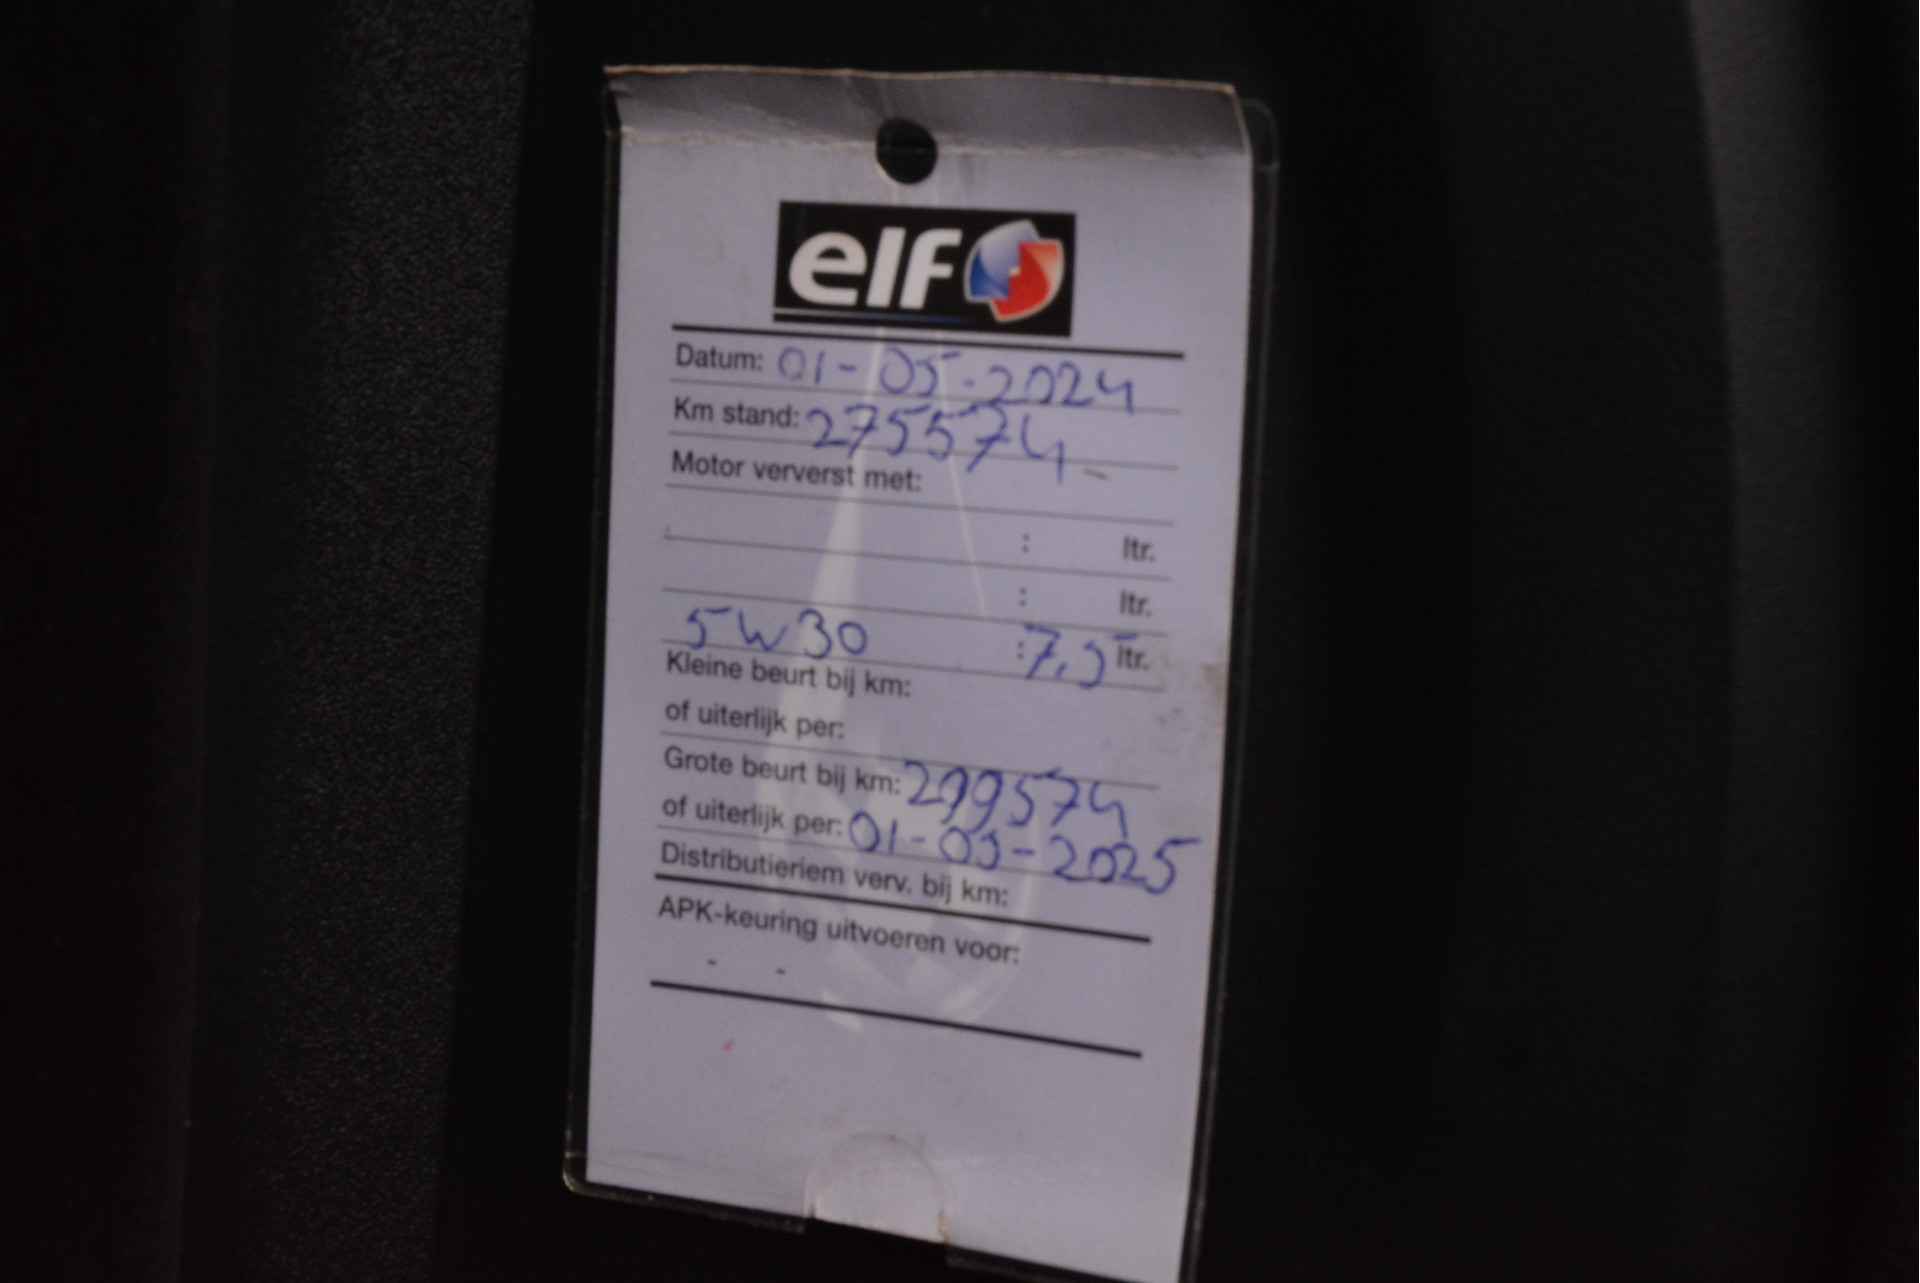 elf
Datum: 01-05-2024
Km stand: 275574-
Motor ververst met:
: ltr.
: ltr.
5W30 :7,5 ltr.
Kleine beurt bij km:
of uiterlijk per:
Grote beurt bij km: 299574
of uiterlijk per: 01-05-2025
Distributieriem verv. bij km:
APK-keuring uitvoeren voor:
- -